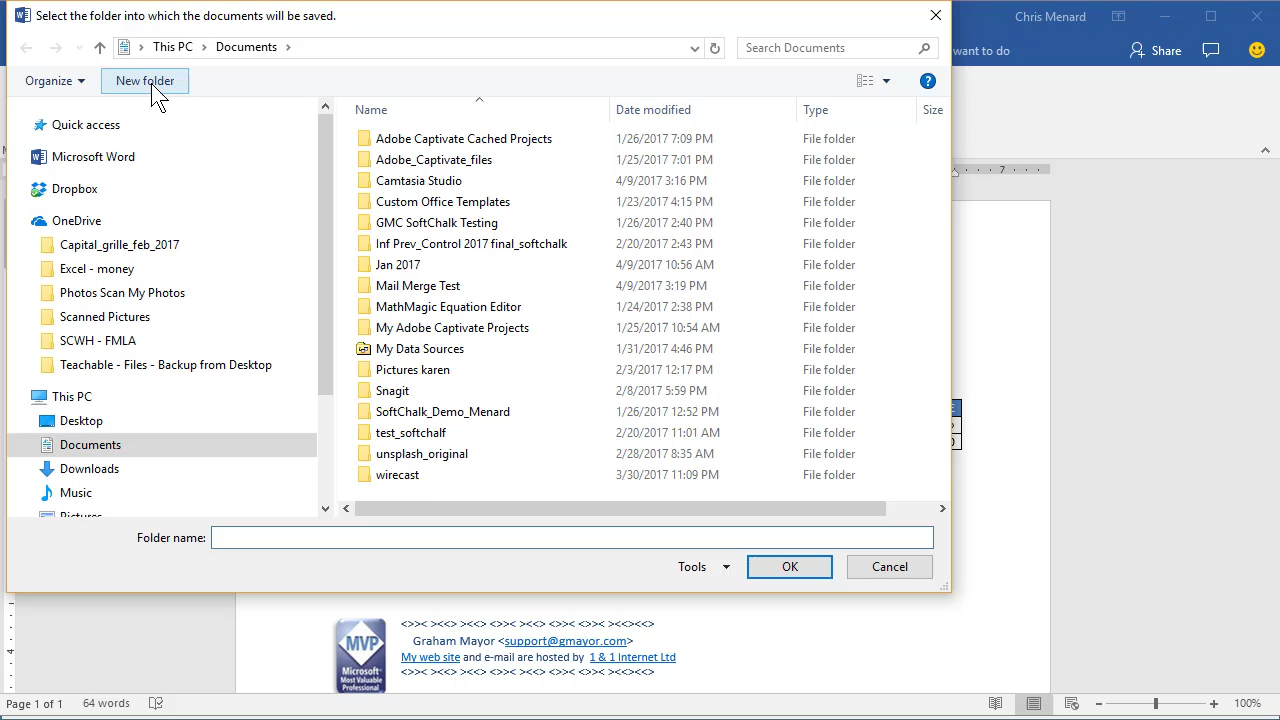 Select the folder into which the documents will be saved.
Chris Menard
This PC > Documents >
Search Documents
want to do
Share
Organize
New folder
Name
Date modified
Type
Size
Quick access
Microsoft Word
Dropbox
OneDrive
Capital_grille_feb_2017
Excel - money
Photos Scan My Photos
Scanned Pictures
SCWH - FMLA
Teachable - Files - Backup from Desktop
This PC
Desktop
Documents
Downloads
Music
Pictures
Adobe Captivate Cached Projects 1/26/2017 7:09 PM File folder
Adobe_Captivate_files 1/25/2017 7:01 PM File folder
Camtasia Studio 4/9/2017 3:16 PM File folder
Custom Office Templates 1/23/2017 4:15 PM File folder
GMC SoftChalk Testing 1/26/2017 2:40 PM File folder
Inf Prev_Control 2017 final_softchalk 2/20/2017 2:43 PM File folder
Jan 2017 4/9/2017 10:56 AM File folder
Mail Merge Test 4/9/2017 3:19 PM File folder
MathMagic Equation Editor 1/24/2017 2:38 PM File folder
My Adobe Captivate Projects 1/25/2017 10:54 AM File folder
My Data Sources 1/31/2017 4:46 PM File folder
Pictures karen 2/3/2017 12:17 PM File folder
Snagit 2/8/2017 5:59 PM File folder
SoftChalk_Demo_Menard 1/26/2017 12:52 PM File folder
test_softchalf 2/20/2017 11:01 AM File folder
unsplash_original 2/28/2017 8:35 AM File folder
wirecast 3/30/2017 11:09 PM File folder
7
Folder name:
Tools
OK
Cancel
<>>< ><<> ><<> <>>< <>>< ><<> <>>< ><<><<>
MVP
Microsoft
Most Valuable
Professional
Graham Mayor <support@gmayor.com>
My web site and e-mail are hosted by 1 & 1 Internet Ltd
<>>< ><<> ><<> <>>< <>>< ><<> <>>< ><<><<>
4
Page 1 of 1
64 words
100%